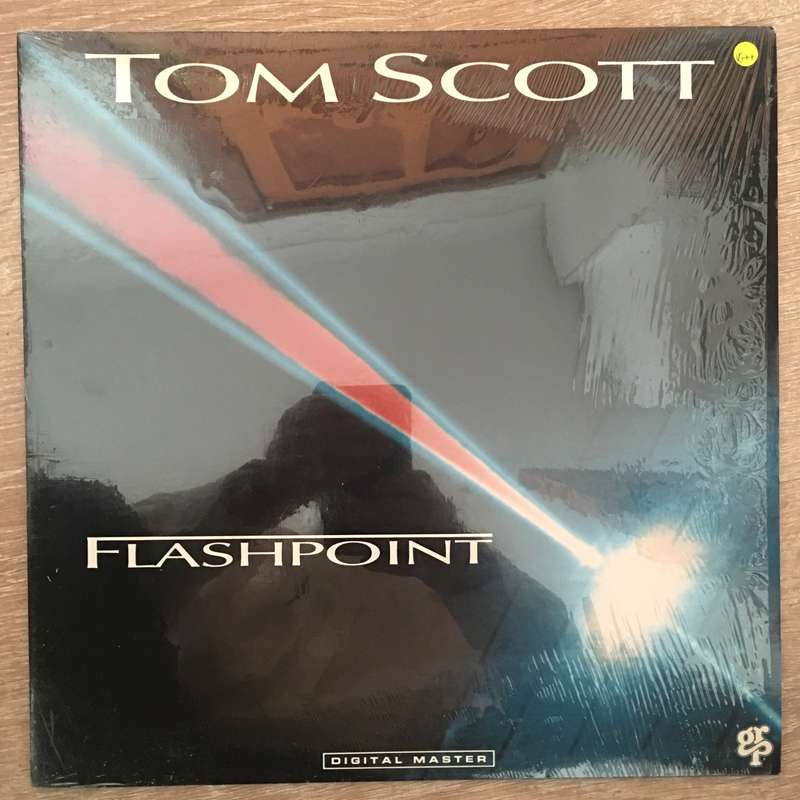 TOM SCOTT
V++
FLASHPOINT
DIGITAL MASTER
grp